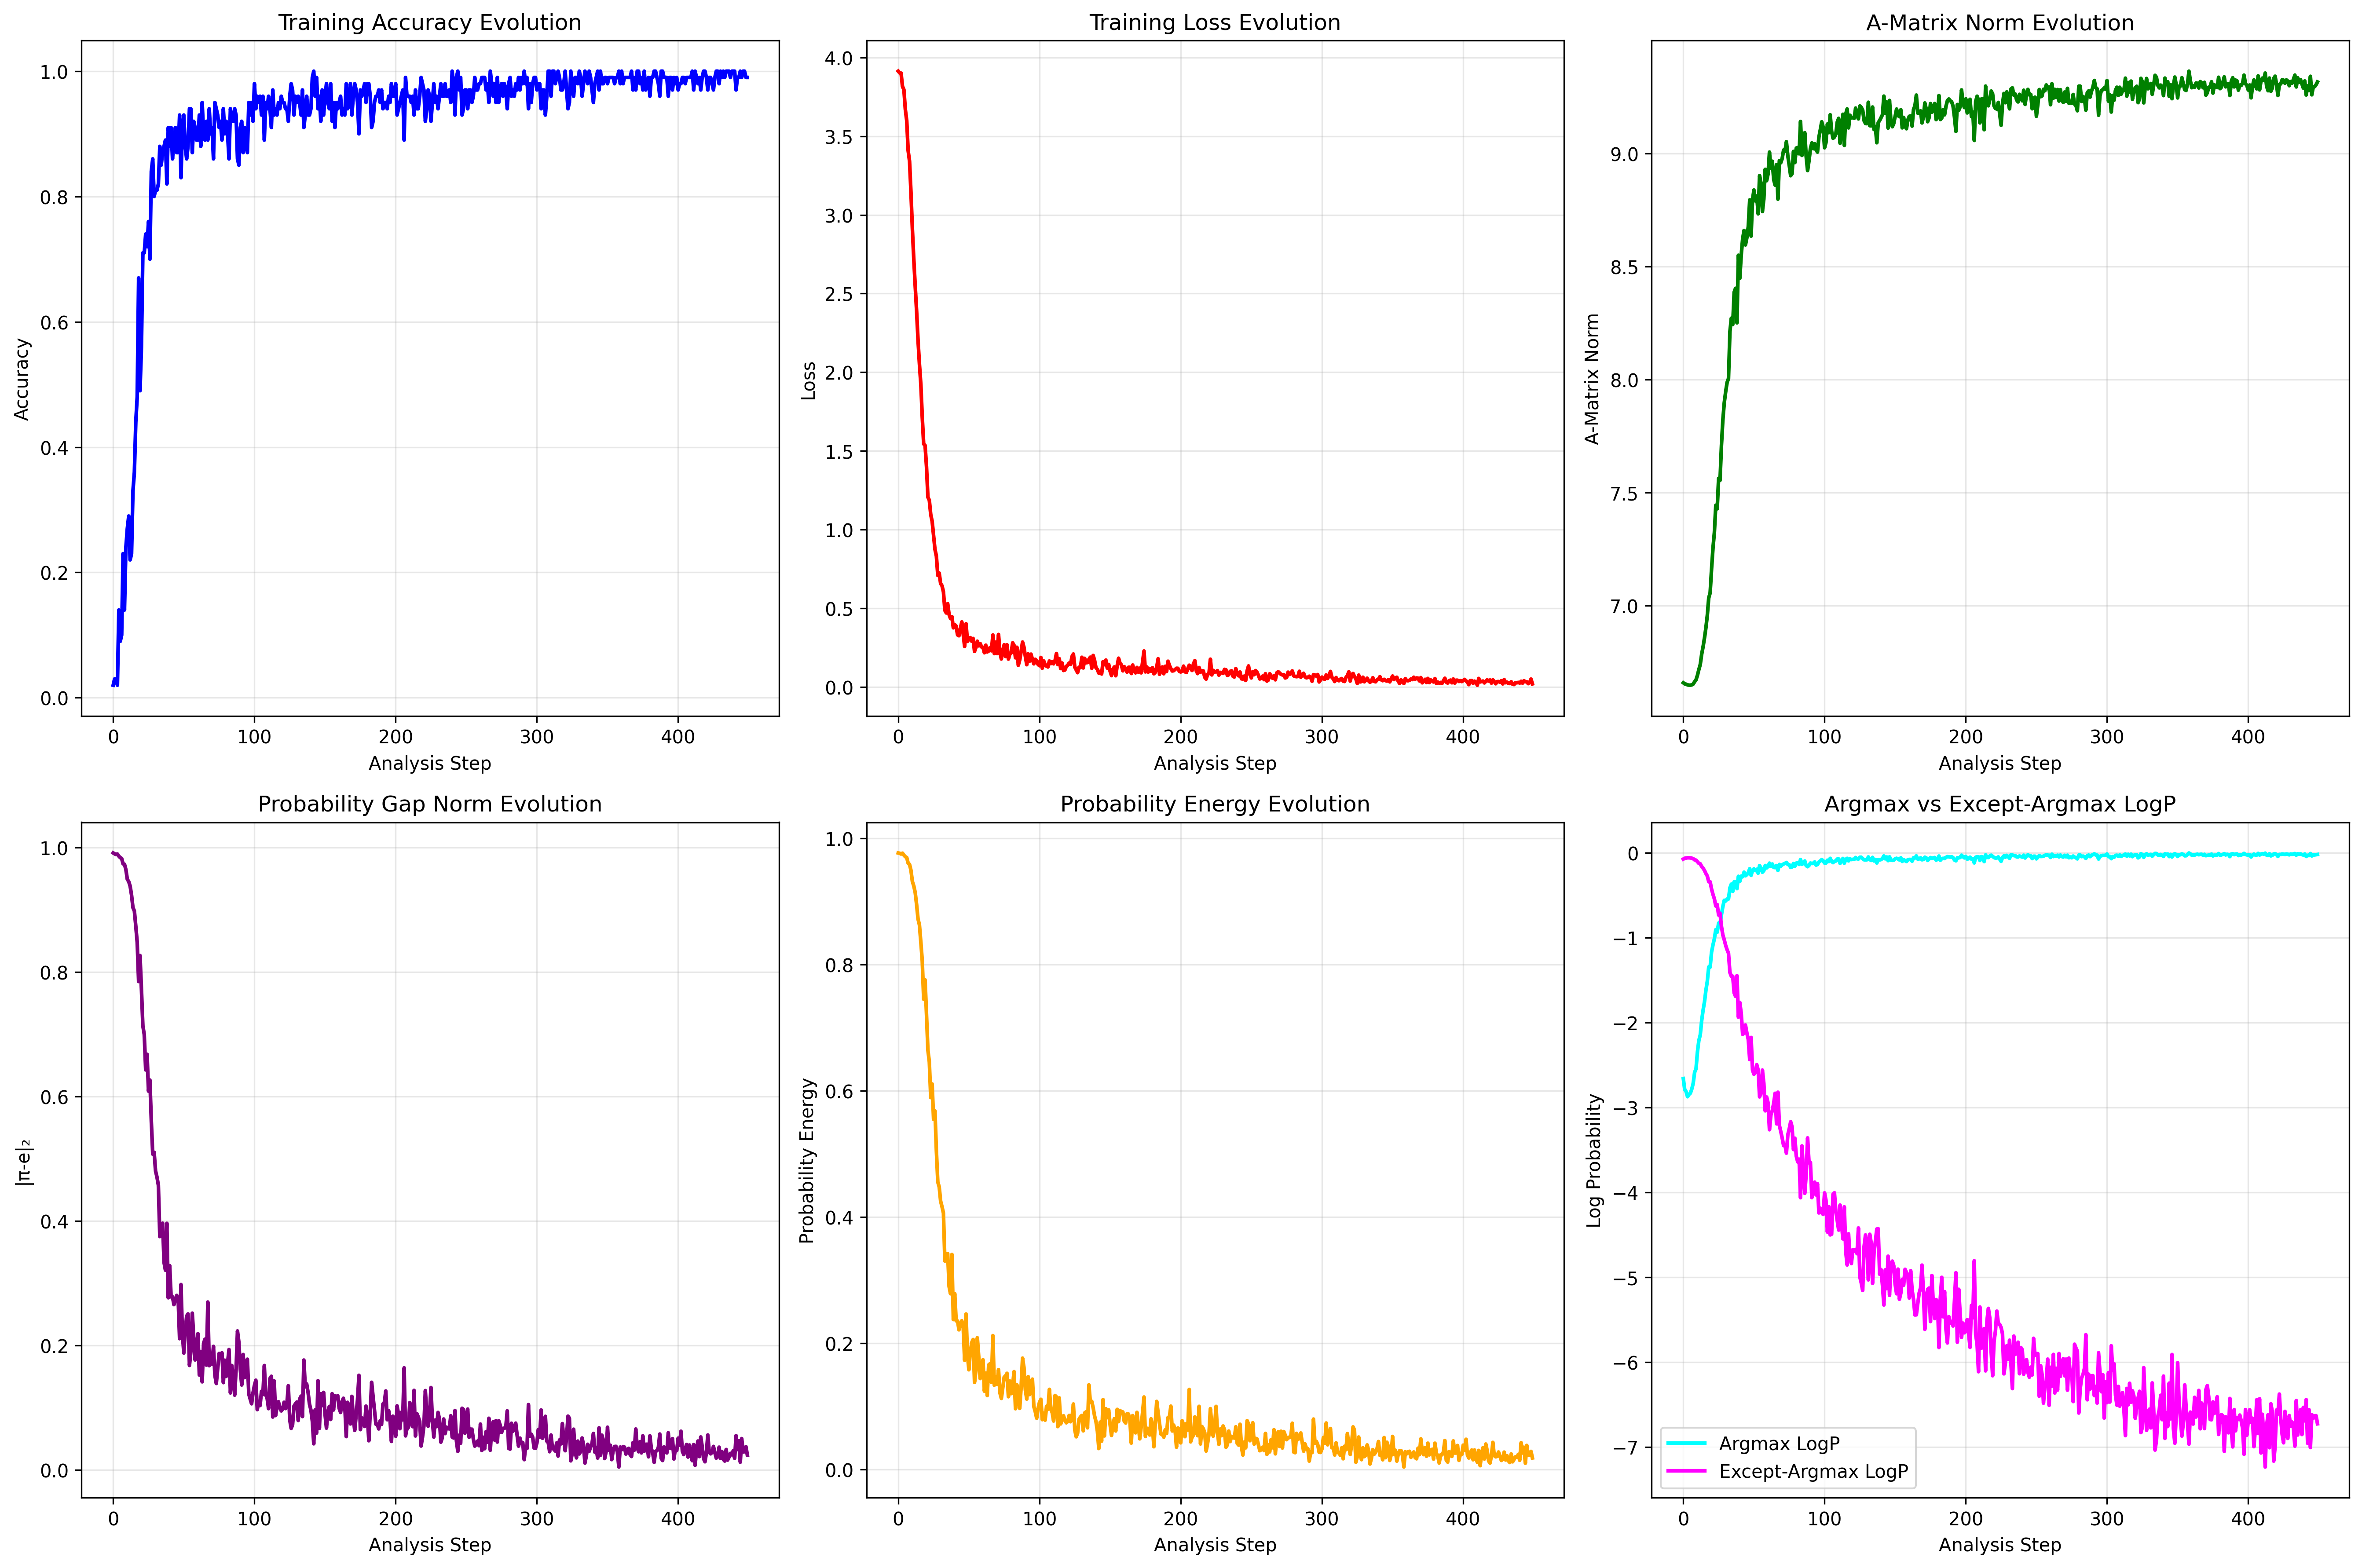 Training Accuracy Evolution
Accuracy
1.0
0.8
0.6
0.4
0.2
0.0
0 100 200 300 400
Analysis Step
Training Loss Evolution
Loss
4.0
3.5
3.0
2.5
2.0
1.5
1.0
0.5
0.0
0 100 200 300 400
Analysis Step
A-Matrix Norm Evolution
A-Matrix Norm
9.0
8.5
8.0
7.5
7.0
0 100 200 300 400
Analysis Step
Probability Gap Norm Evolution
|π-e|₂
1.0
0.8
0.6
0.4
0.2
0.0
0 100 200 300 400
Analysis Step
Probability Energy Evolution
Probability Energy
1.0
0.8
0.6
0.4
0.2
0.0
0 100 200 300 400
Analysis Step
Argmax vs Except-Argmax LogP
Log Probability
0
−1
−2
−3
−4
−5
−6
−7
Argmax LogP
Except-Argmax LogP
0 100 200 300 400
Analysis Step